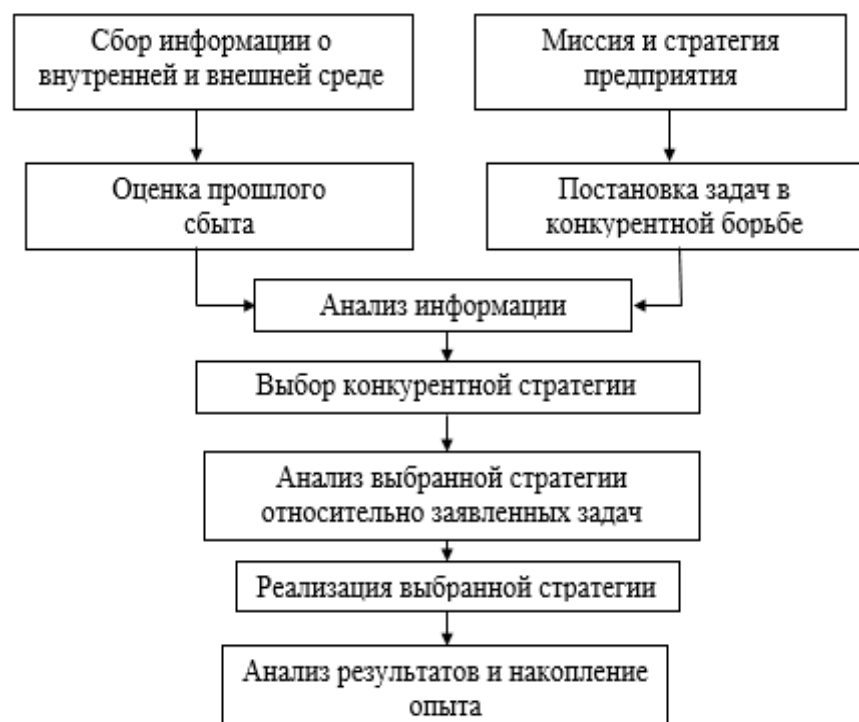 Сбор информации о
внутренней и внешней среде
Миссия и стратегия
предприятия
Оценка прошлого
сбыта
Постановка задач в
конкурентной борьбе
Анализ информации
Выбор конкурентной стратегии
Анализ выбранной стратегии
относительно заявленных задач
Реализация выбранной стратегии
Анализ результатов и накопление
опыта